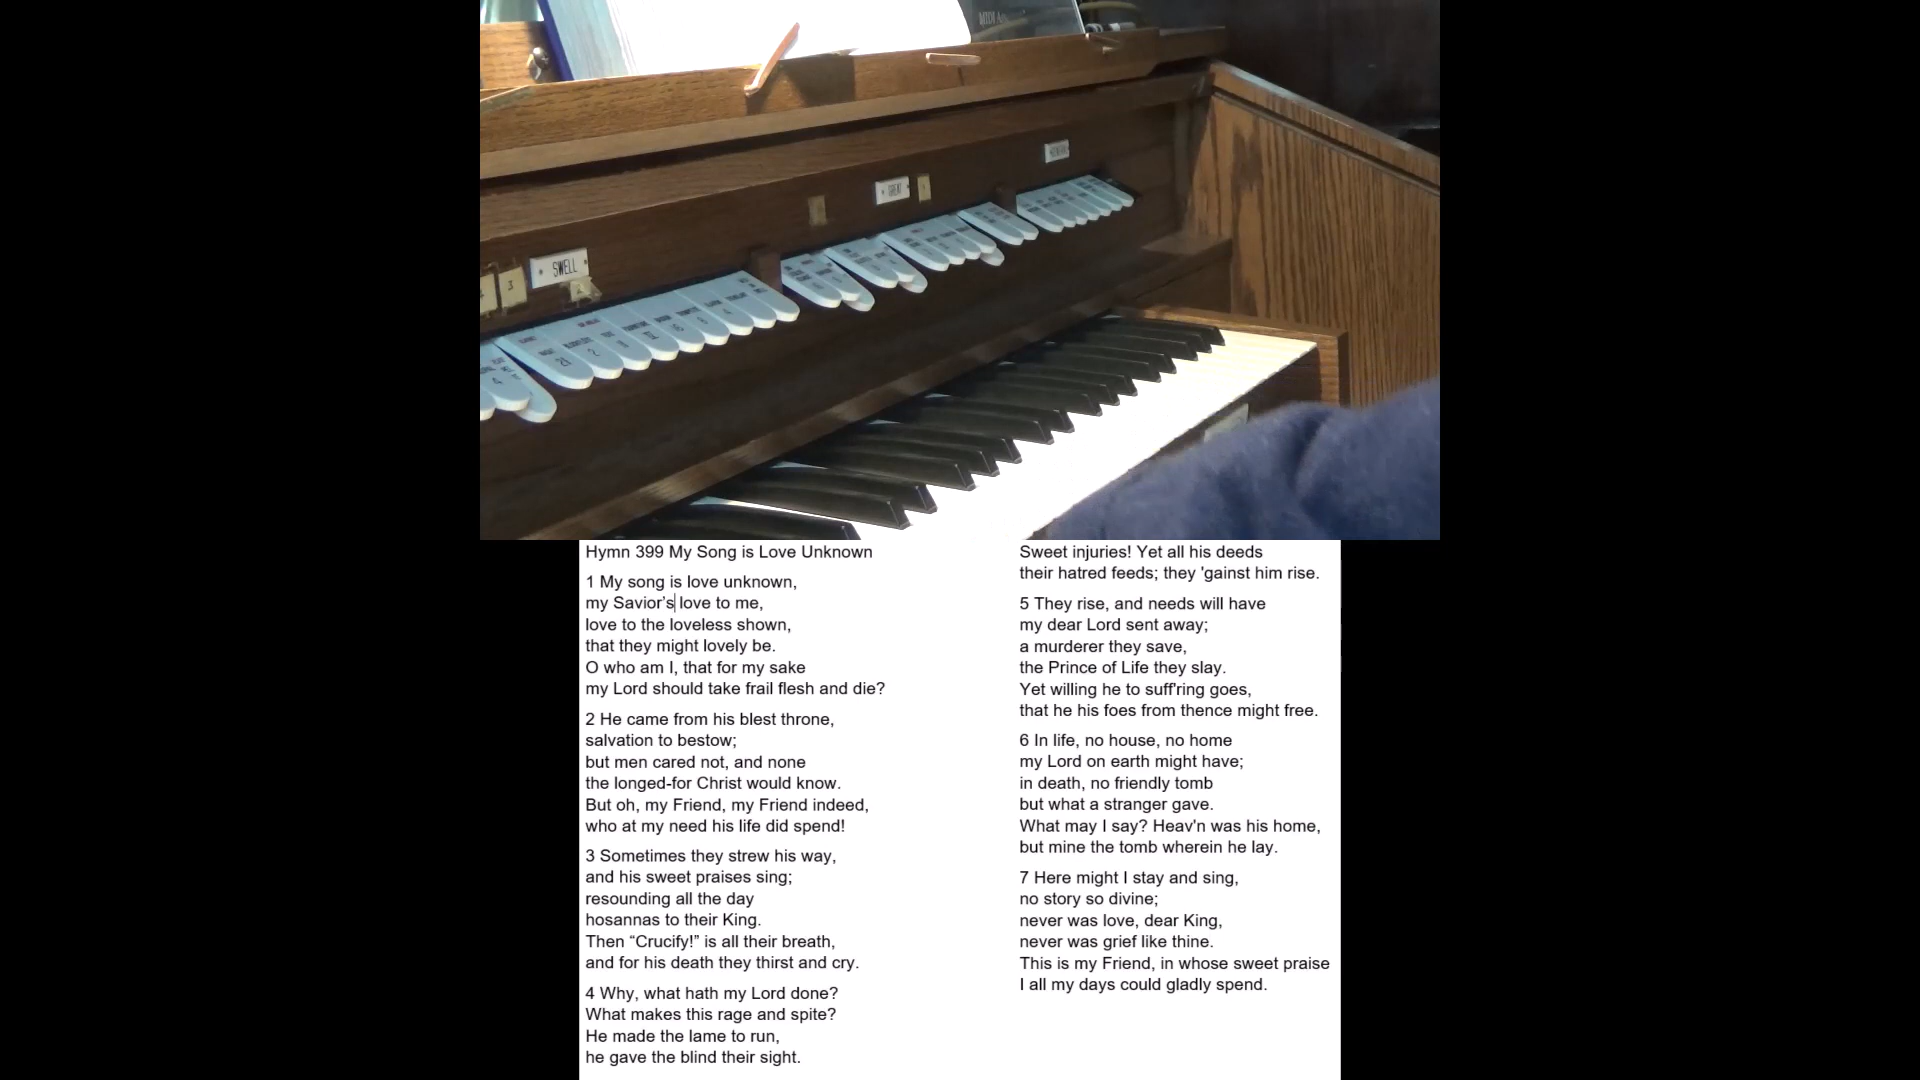 MIDI
GREAT
SWELL
3
2
Hymn 399 My Song is Love Unknown
1 My song is love unknown,
my Savior’s love to me,
love to the loveless shown,
that they might lovely be.
O who am I, that for my sake
my Lord should take frail flesh and die?
2 He came from his blest throne,
salvation to bestow;
but men cared not, and none
the longed-for Christ would know.
But oh, my Friend, my Friend indeed,
who at my need his life did spend!
3 Sometimes they strew his way,
and his sweet praises sing;
resounding all the day
hosannas to their King.
Then “Crucify!” is all their breath,
and for his death they thirst and cry.
4 Why, what hath my Lord done?
What makes this rage and spite?
He made the lame to run,
he gave the blind their sight.
Sweet injuries! Yet all his deeds
their hatred feeds; they 'gainst him rise.
5 They rise, and needs will have
my dear Lord sent away;
a murderer they save,
the Prince of Life they slay.
Yet willing he to suff'ring goes,
that he his foes from thence might free.
6 In life, no house, no home
my Lord on earth might have;
in death, no friendly tomb
but what a stranger gave.
What may I say? Heav'n was his home,
but mine the tomb wherein he lay.
7 Here might I stay and sing,
no story so divine;
never was love, dear King,
never was grief like thine.
This is my Friend, in whose sweet praise
I all my days could gladly spend.